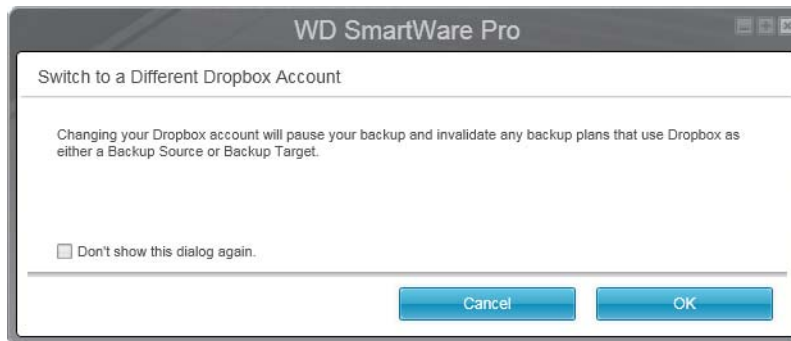 WD SmartWare Pro
Switch to a Different Dropbox Account
Changing your Dropbox account will pause your backup and invalidate any backup plans that use Dropbox as
either a Backup Source or Backup Target.
Don't show this dialog again.
Cancel OK